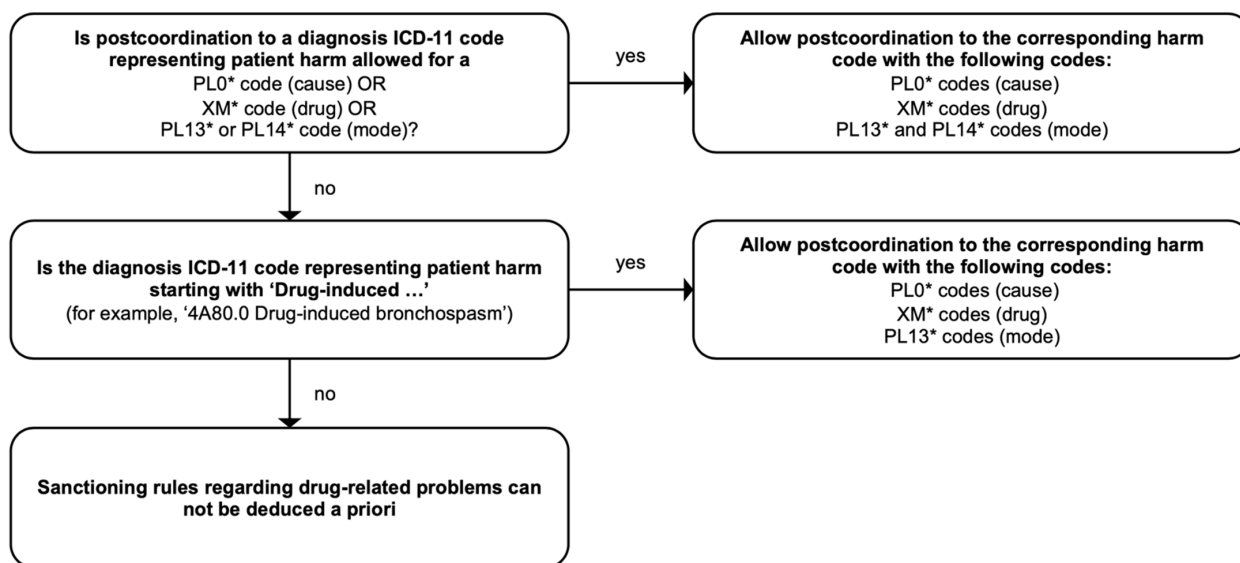 Is postcoordination to a diagnosis ICD-11 code
representing patient harm allowed for a
PL0* code (cause) OR
XM* code (drug) OR
PL13* or PL14* code (mode)?
yes
Allow postcoordination to the corresponding harm
code with the following codes:
PL0* codes (cause)
XM* codes (drug)
PL13* and PL14* codes (mode)
no
Is the diagnosis ICD-11 code representing patient harm
starting with ‘Drug-induced …’
(for example, ‘4A80.0 Drug-induced bronchospasm’)
yes
Allow postcoordination to the corresponding harm
code with the following codes:
PL0* codes (cause)
XM* codes (drug)
PL13* codes (mode)
no
Sanctioning rules regarding drug-related problems can
not be deduced a priori